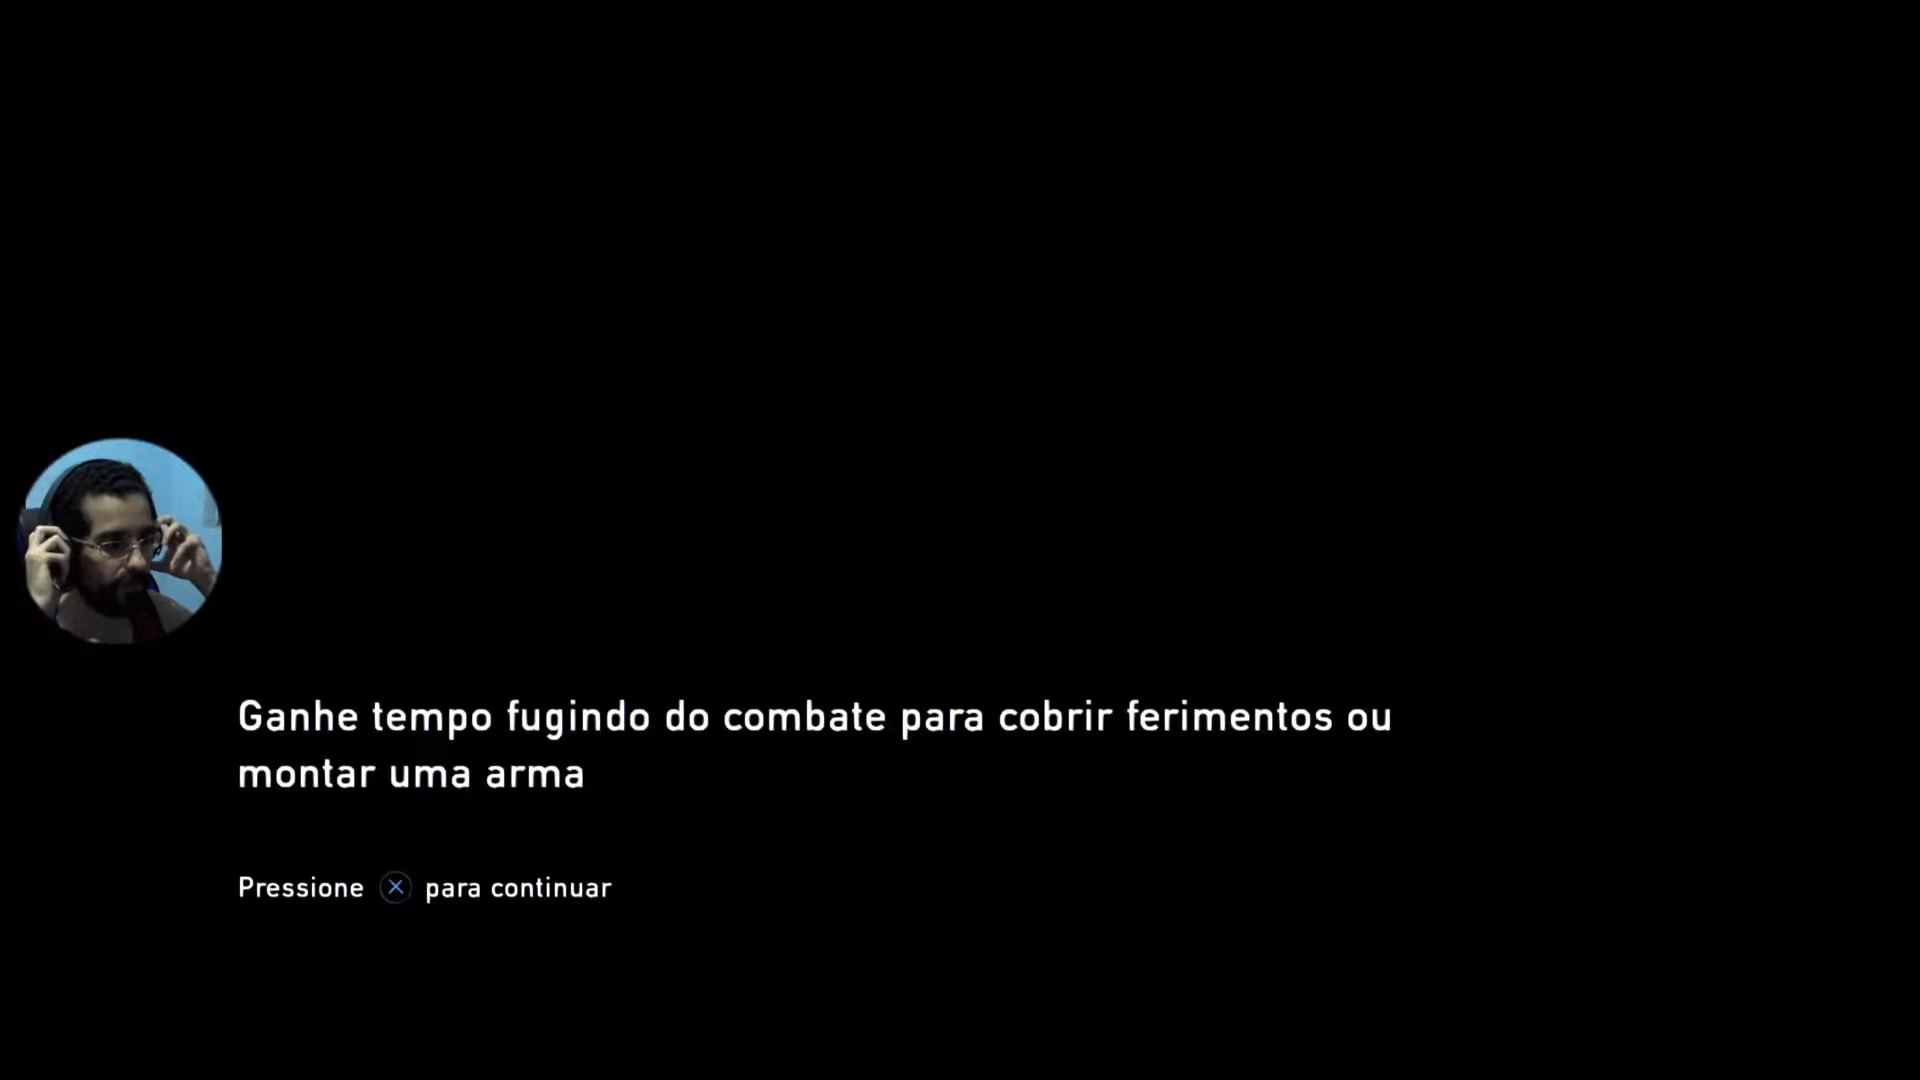 Ganhe tempo fugindo do combate para cobrir ferimentos ou
montar uma arma
Pressione ⓧ para continuar